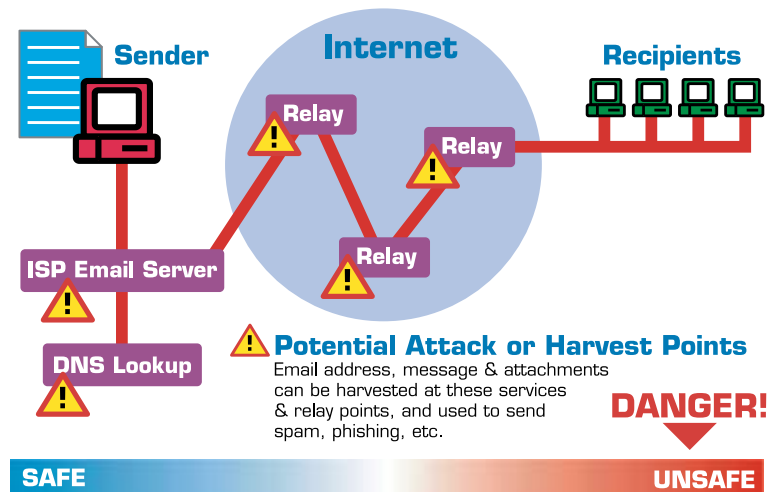 Sender
Internet
Recipients
Relay
Relay
Relay
ISP Email Server
DNS Lookup
Potential Attack or Harvest Points
Email address, message & attachments
can be harvested at these services
& relay points, and used to send
spam, phishing, etc.
DANGER!
SAFE
UNSAFE